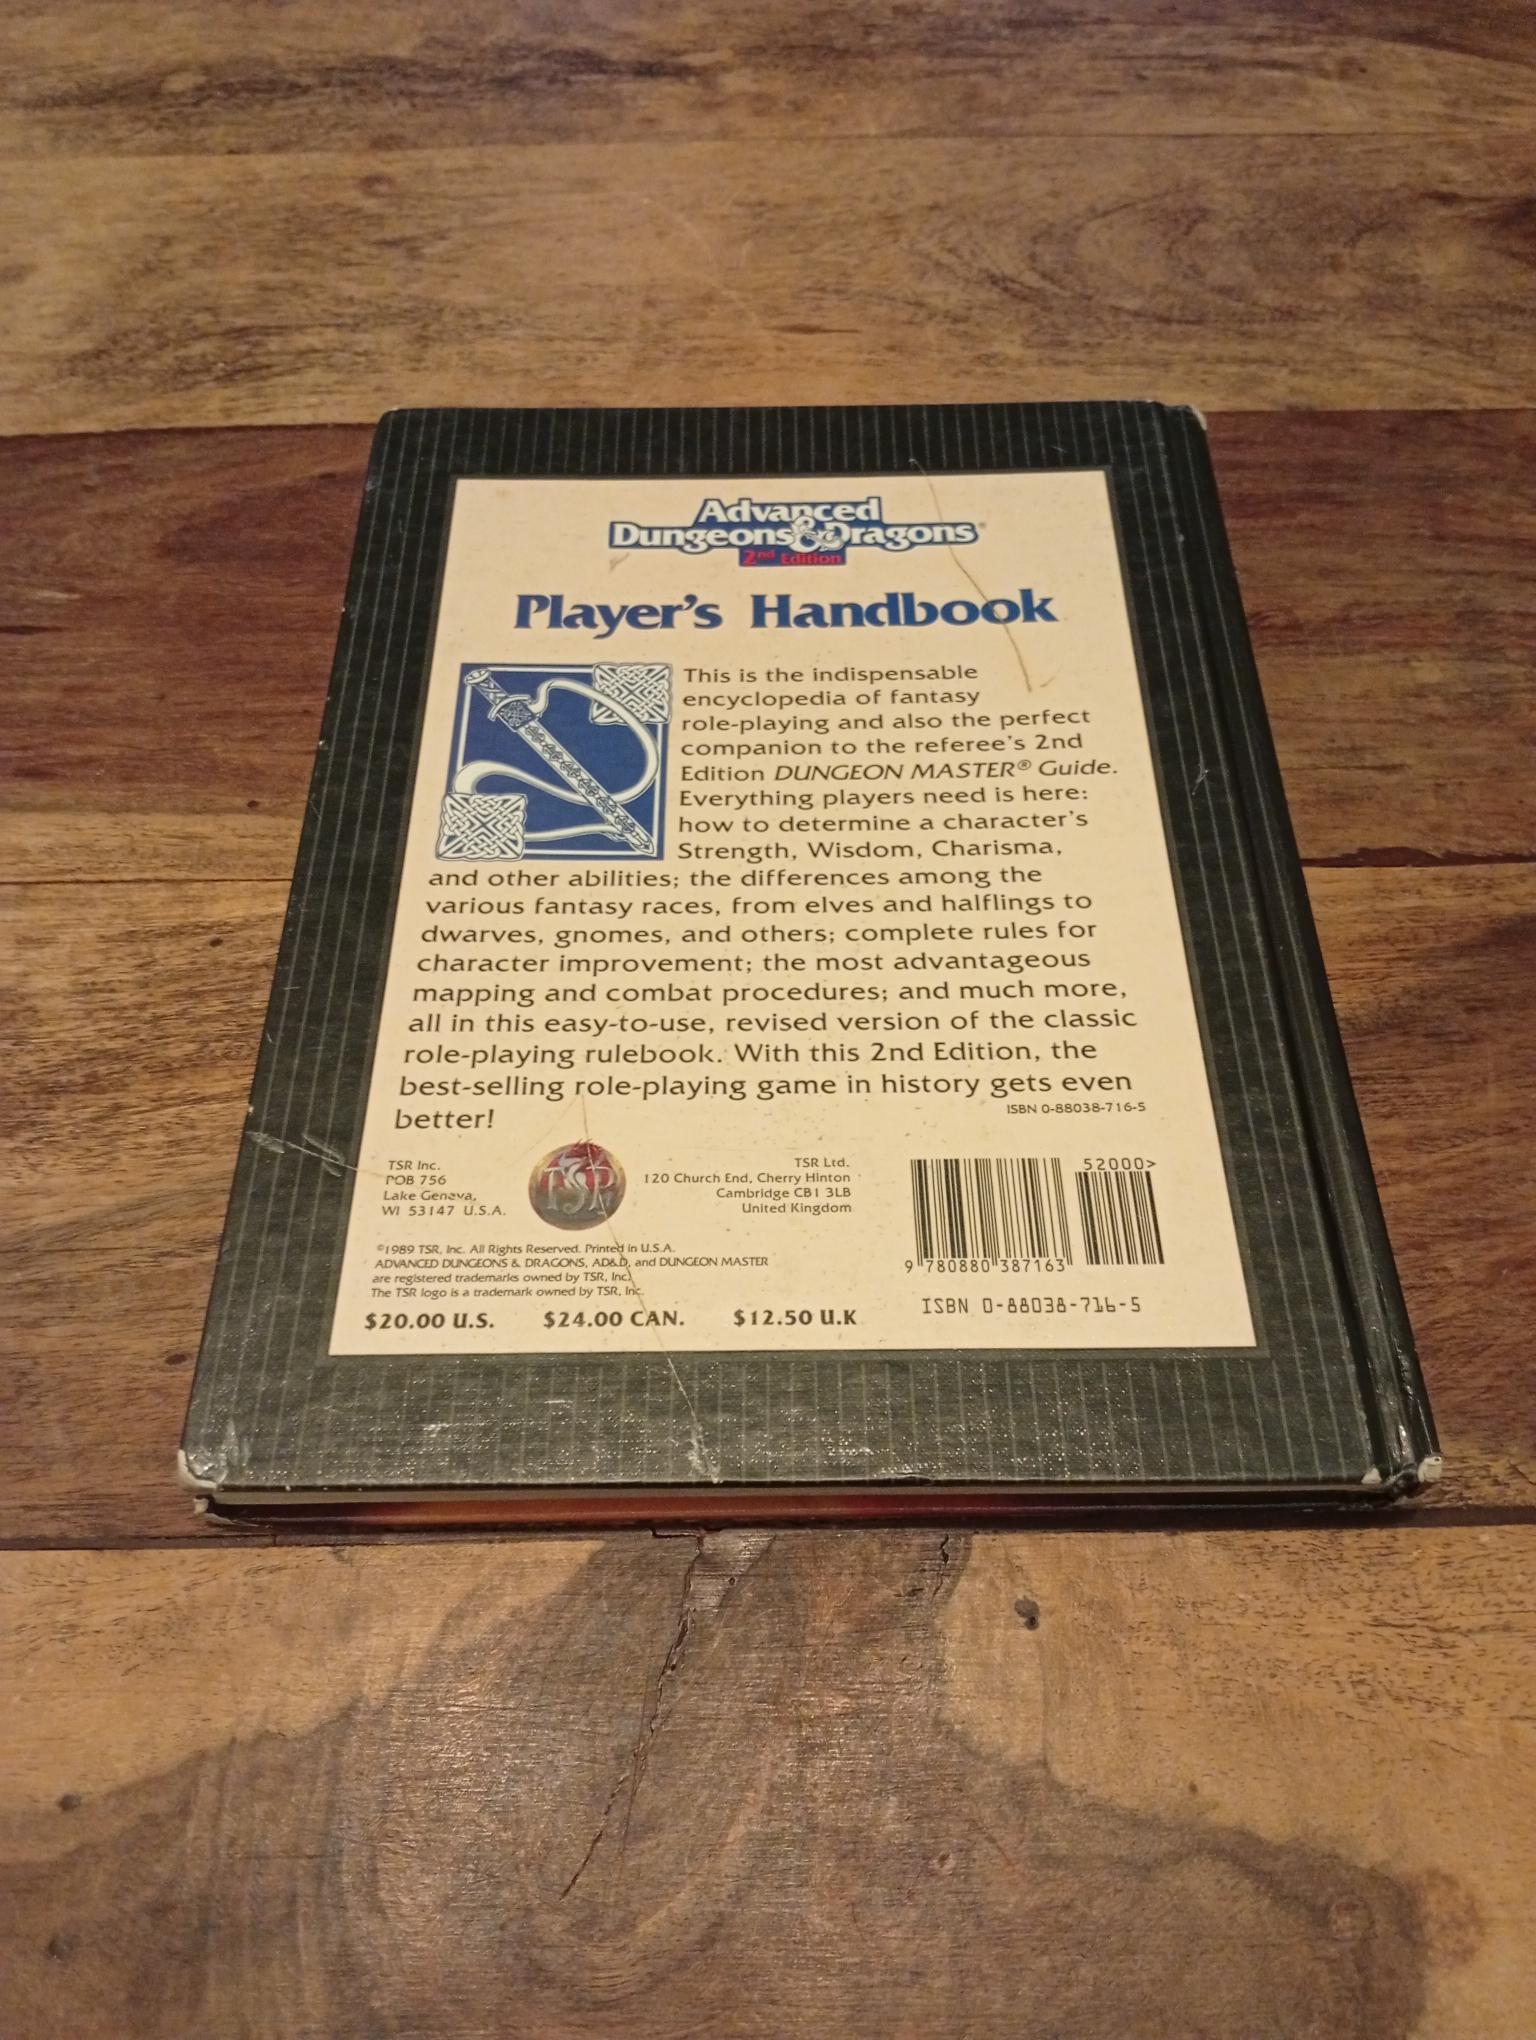 Advanced
Dungeons & Dragons®
2nd Edition
Player's Handbook
This is the indispensable
encyclopedia of fantasy
role-playing and also the perfect
companion to the referee's 2nd
Edition DUNGEON MASTER® Guide.
Everything players need is here:
how to determine a character's
Strength, Wisdom, Charisma,
and other abilities; the differences among the
various fantasy races, from elves and halflings to
dwarves, gnomes, and others; complete rules for
character improvement; the most advantageous
mapping and combat procedures; and much more,
all in this easy-to-use, revised version of the classic
role-playing rulebook. With this 2nd Edition, the
best-selling role-playing game in history gets even
better!
ISBN 0-88038-716-5
TSR Inc.
POB 756
Lake Geneva,
WI 53147 U.S.A.
TSR
TSR Ltd.
120 Church End, Cherry Hinton
Cambridge CB1 3LB
United Kingdom
52000>
9 780880 387163
ISBN 0-88038-716-5
©1989 TSR, Inc. All Rights Reserved. Printed in U.S.A.
ADVANCED DUNGEONS & DRAGONS, AD&D, and DUNGEON MASTER
are registered trademarks owned by TSR, Inc.
The TSR logo is a trademark owned by TSR, Inc.
$20.00 U.S. $24.00 CAN. $12.50 U.K